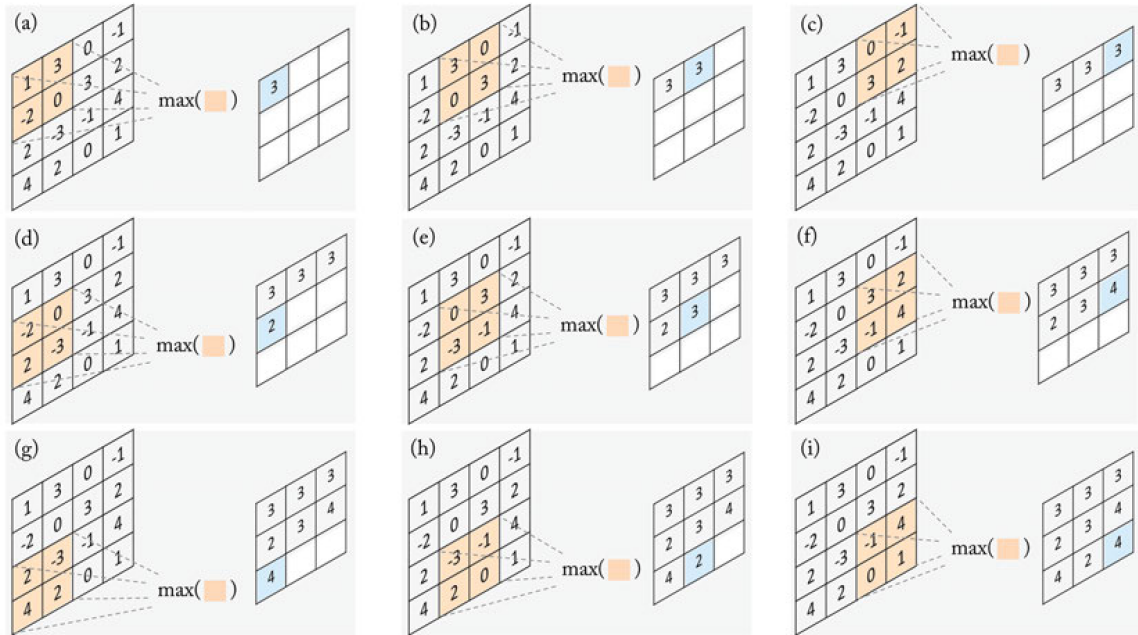 (a)
1 3 0 -1
-2 0 3 2
2 -3 -1 4
4 2 0 1
max( )
3
(b)
1 3 0 -1
-2 0 3 2
2 -3 -1 4
4 2 0 1
max( )
3 3
(c)
1 3 0 -1
-2 0 3 2
2 -3 -1 4
4 2 0 1
max( )
3 3 3
(d)
1 3 0 -1
-2 0 3 2
2 -3 -1 4
4 2 0 1
max( )
3 3 3
2
(e)
1 3 0 -1
-2 0 3 2
2 -3 -1 4
4 2 0 1
max( )
3 3 3
2 3
(f)
1 3 0 -1
-2 0 3 2
2 -3 -1 4
4 2 0 1
max( )
3 3 3
2 3 4
(g)
1 3 0 -1
-2 0 3 2
2 -3 -1 4
4 2 0 1
max( )
3 3 3
2 3 4
4
(h)
1 3 0 -1
-2 0 3 2
2 -3 -1 4
4 2 0 1
max( )
3 3 3
2 3 4
4 2
(i)
1 3 0 -1
-2 0 3 2
2 -3 -1 4
4 2 0 1
max( )
3 3 3
2 3 4
4 2 4